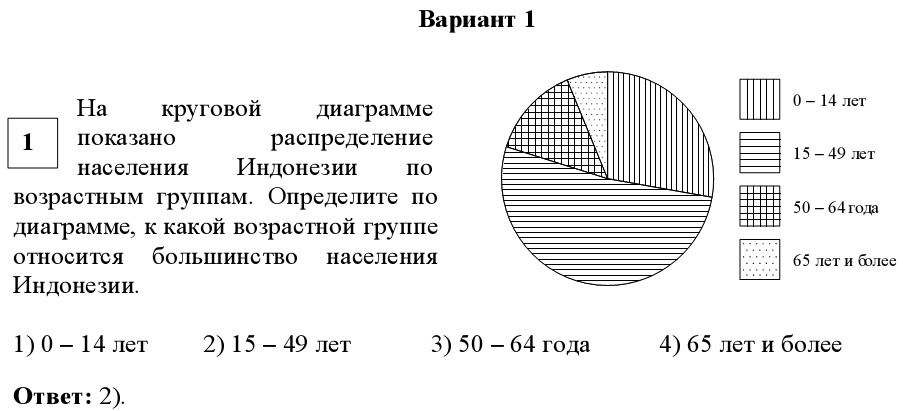 Вариант 1
1
На круговой диаграмме
показано распределение
населения Индонезии по
возрастным группам. Определите по
диаграмме, к какой возрастной группе
относится большинство населения
Индонезии.
0 – 14 лет
15 – 49 лет
50 – 64 года
65 лет и более
1) 0 – 14 лет 2) 15 – 49 лет 3) 50 – 64 года 4) 65 лет и более
Ответ: 2).